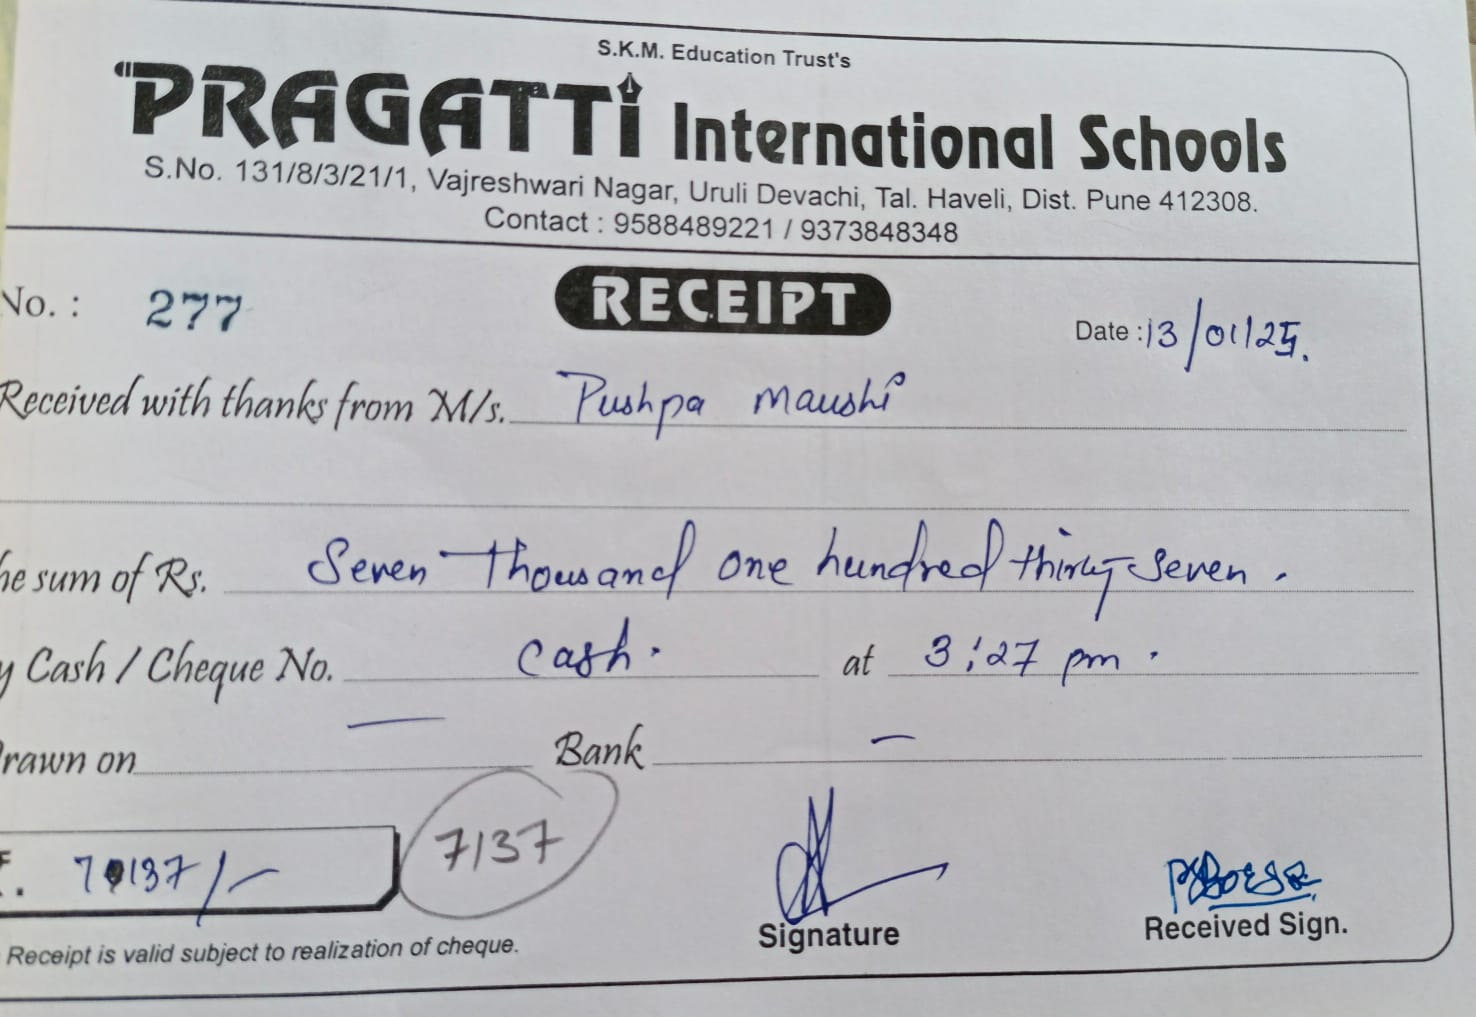 S.K.M. Education Trust's
"PRAGATTi International Schools
S.No. 131/8/3/21/1, Vajreshwari Nagar, Uruli Devachi, Tal. Haveli, Dist. Pune 412308.
Contact : 9588489221 / 9373848348
No. : 277
RECEIPT
Date : 13/01/25.
Received with thanks from M/s. Pushpa Maushi
he sum of Rs. Seven Thousand one hundred thirty seven.
y Cash / Cheque No. Cash. at 3:27 pm.
rawn on — Bank —
7137/-
7137
Signature
Received Sign.
Receipt is valid subject to realization of cheque.